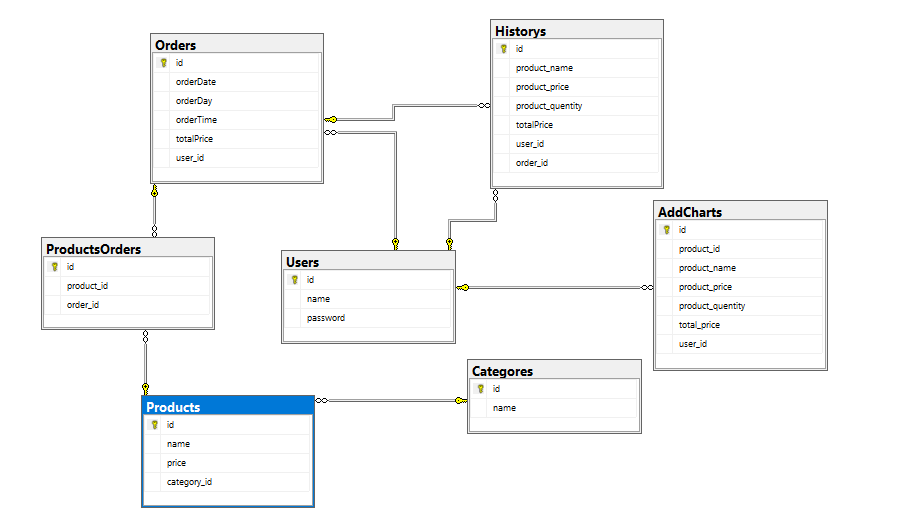 Orders
id
orderDate
orderDay
orderTime
totalPrice
user_id
Historys
id
product_name
product_price
product_quentity
totalPrice
user_id
order_id
AddCharts
id
product_id
product_name
product_price
product_quentity
total_price
user_id
ProductsOrders
id
product_id
order_id
Users
id
name
password
Categores
id
name
Products
id
name
price
category_id